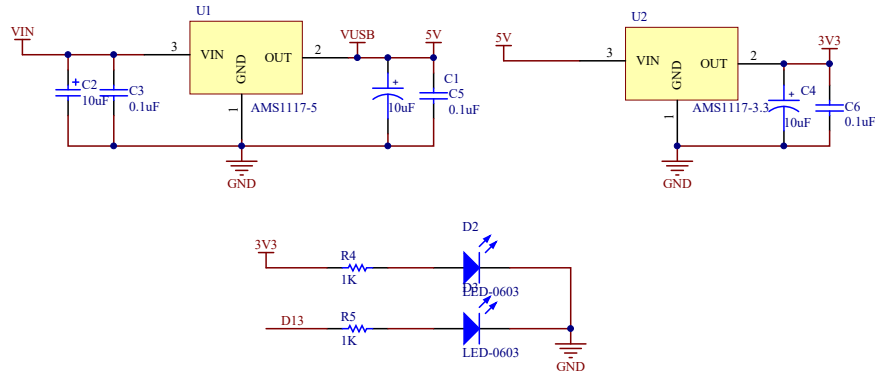 U1
VIN
3
VIN
OUT
GND
2
1
AMS1117-5
VUSB
5V
C2
10uF
C3
0.1uF
10uF
C1
C5
0.1uF
GND
U2
5V
3
VIN
OUT
GND
2
1
AMS1117-3.3
3V3
C4
10uF
C6
0.1uF
GND
D2
3V3
R4
1K
LED-0603
D3
D13
R5
1K
LED-0603
GND